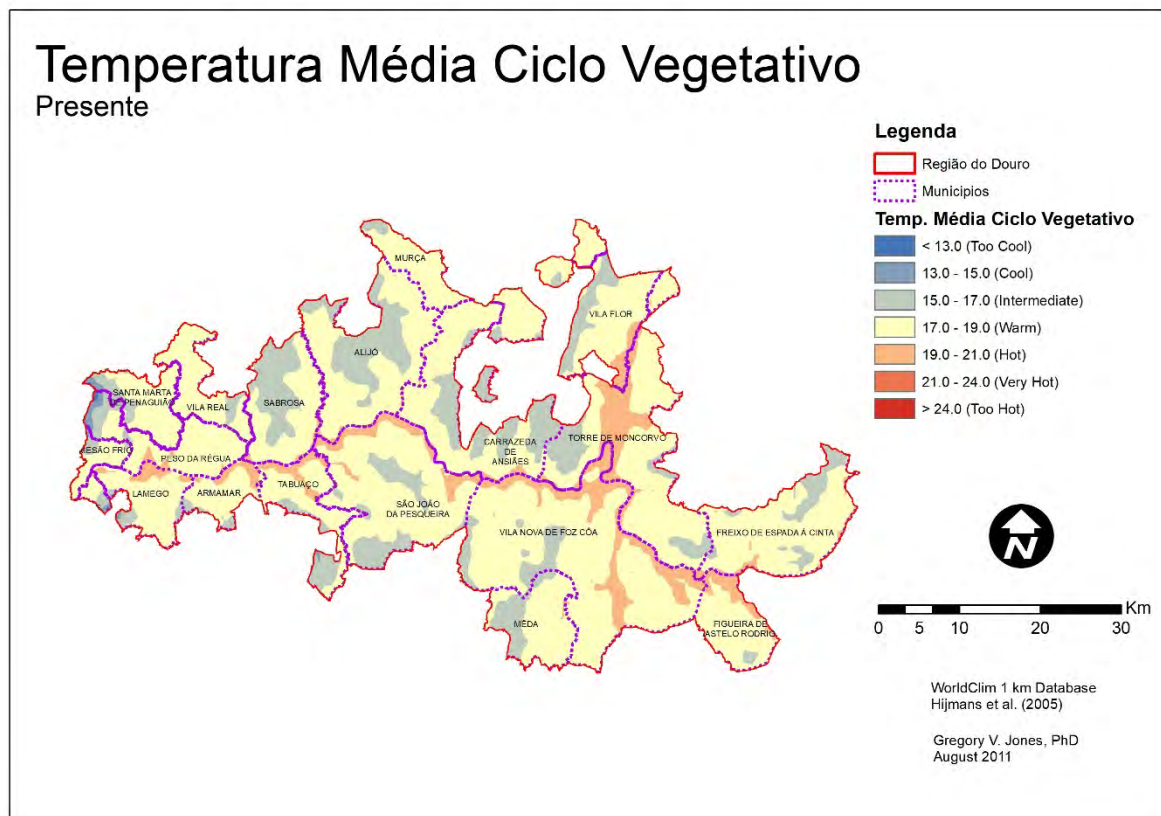 Temperatura Média Ciclo Vegetativo
Presente
Legenda
Região do Douro
Municipios
Temp. Média Ciclo Vegetativo
< 13.0 (Too Cool)
13.0 - 15.0 (Cool)
15.0 - 17.0 (Intermediate)
17.0 - 19.0 (Warm)
19.0 - 21.0 (Hot)
21.0 - 24.0 (Very Hot)
> 24.0 (Too Hot)
MURÇA
VILA FLOR
ALIJÓ
SANTA MARTA
PENAGUIÃO
VILA REAL
SABROSA
MESÃO FRIO
PESO DA RÉGUA
CARRAZEDA
DE
ANSIÃES
TORRE DE MONCORVO
LAMEGO
ARMAMAR
TABUAÇO
SÃO JOÃO
DA PESQUEIRA
VILA NOVA DE FOZ CÔA
FREIXO DE ESPADA À CINTA
MÊDA
FIGUEIRA DE
ASTELO RODRIG
N
Km
0 5 10 20 30
WorldClim 1 km Database
Hijmans et al. (2005)
Gregory V. Jones, PhD
August 2011